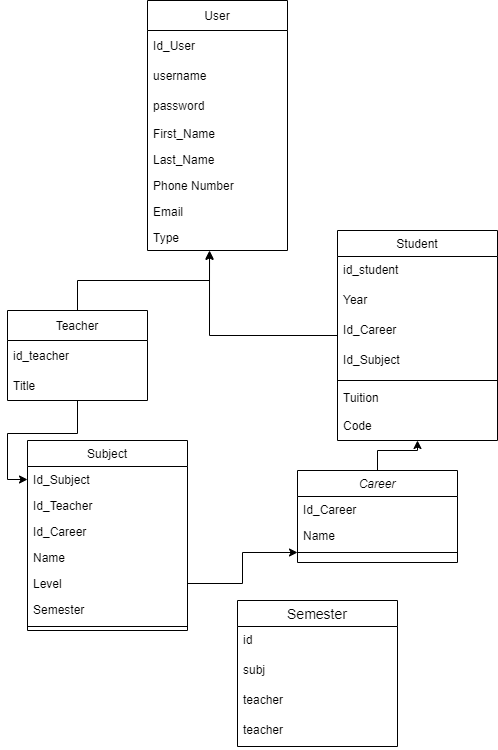 User
Id_User
username
password
First_Name
Last_Name
Phone Number
Email
Type
Student
id_student
Year
Id_Career
Id_Subject
Tuition
Code
Teacher
id_teacher
Title
Subject
Id_Subject
Id_Teacher
Id_Career
Name
Level
Semester
Career
Id_Career
Name
Semester
id
subj
teacher
teacher